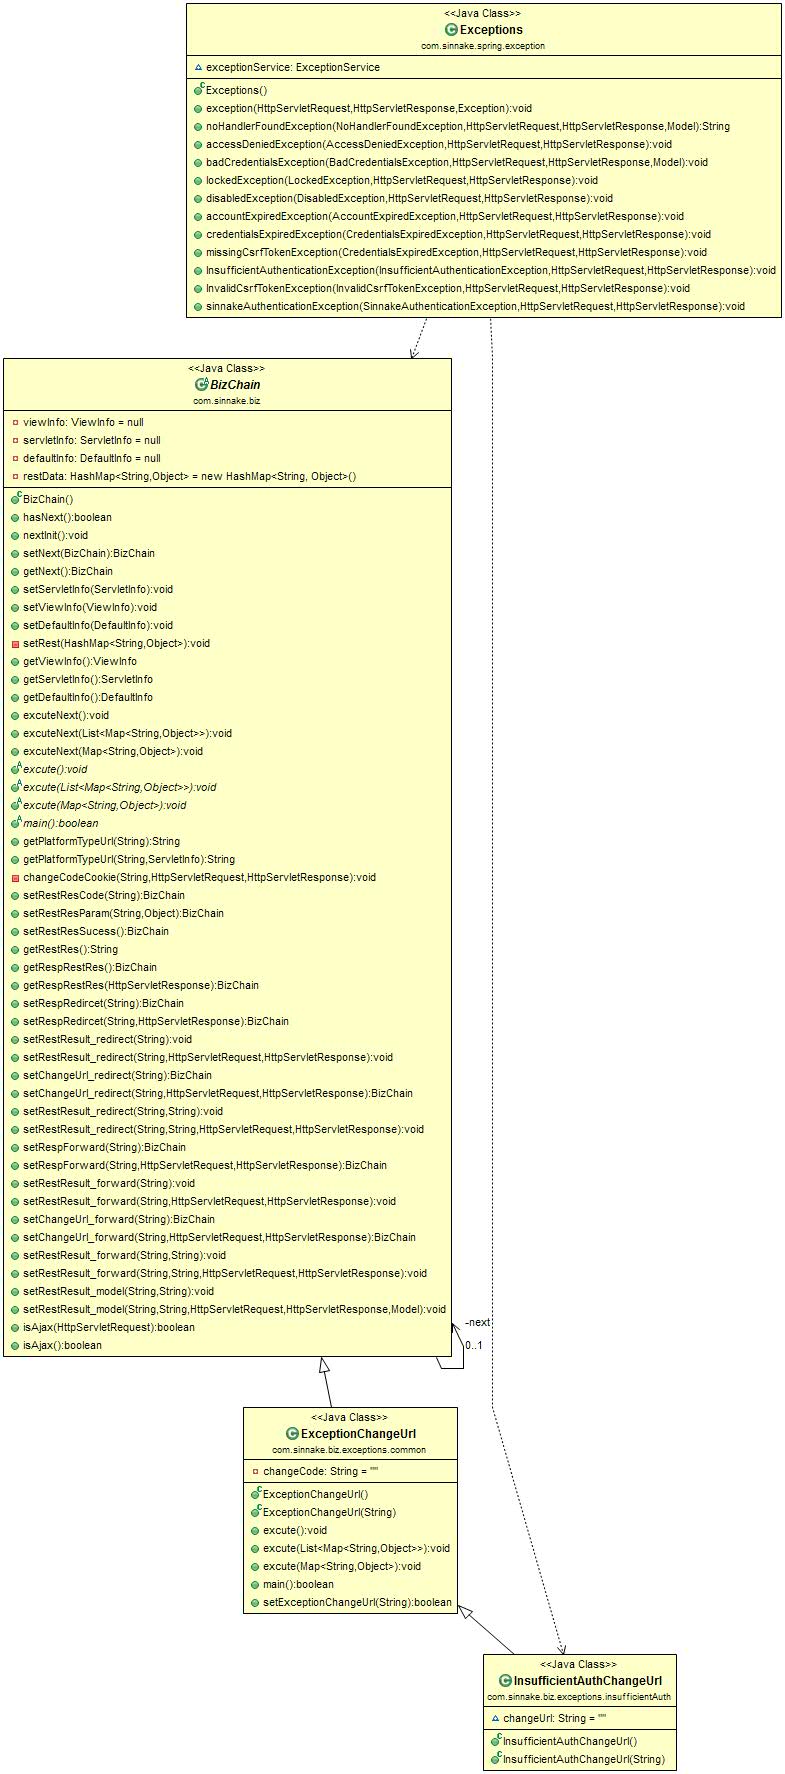 <<Java Class>>
Exceptions
com.sinnake.spring.exception
exceptionService: ExceptionService
Exceptions()
exception(HttpServletRequest,HttpServletResponse,Exception):void
noHandlerFoundException(NoHandlerFoundException,HttpServletRequest,HttpServletResponse,Model):String
accessDeniedException(AccessDeniedException,HttpServletRequest,HttpServletResponse):void
badCredentialsException(BadCredentialsException,HttpServletRequest,HttpServletResponse,Model):void
lockedException(LockedException,HttpServletRequest,HttpServletResponse):void
disabledException(DisabledException,HttpServletRequest,HttpServletResponse):void
accountExpiredException(AccountExpiredException,HttpServletRequest,HttpServletResponse):void
credentialsExpiredException(CredentialsExpiredException,HttpServletRequest,HttpServletResponse):void
missingCsrfTokenException(CredentialsExpiredException,HttpServletRequest,HttpServletResponse):void
InsufficientAuthenticationException(InsufficientAuthenticationException,HttpServletRequest,HttpServletResponse):void
InvalidCsrfTokenException(InvalidCsrfTokenException,HttpServletRequest,HttpServletResponse):void
sinnakeAuthenticationException(SinnakeAuthenticationException,HttpServletRequest,HttpServletResponse):void
<<Java Class>>
BizChain
com.sinnake.biz
viewInfo: ViewInfo = null
servletInfo: ServletInfo = null
defaultInfo: DefaultInfo = null
restData: HashMap<String,Object> = new HashMap<String, Object>()
BizChain()
hasNext():boolean
nextInit():void
setNext(BizChain):BizChain
getNext():BizChain
setServletInfo(ServletInfo):void
setViewInfo(ViewInfo):void
setDefaultInfo(DefaultInfo):void
setRest(HashMap<String,Object>):void
getViewInfo():ViewInfo
getServletInfo():ServletInfo
getDefaultInfo():DefaultInfo
excuteNext():void
excuteNext(List<Map<String,Object>>):void
excuteNext(Map<String,Object>):void
excute():void
excute(List<Map<String,Object>>):void
excute(Map<String,Object>):void
main():boolean
getPlatformTypeUrl(String):String
getPlatformTypeUrl(String,ServletInfo):String
changeCodeCookie(String,HttpServletRequest,HttpServletResponse):void
setRestResCode(String):BizChain
setRestResParam(String,Object):BizChain
setRestResSucess():BizChain
getRestRes():String
getRespRestRes():BizChain
getRespRestRes(HttpServletResponse):BizChain
setRespRedircet(String):BizChain
setRespRedircet(String,HttpServletResponse):BizChain
setRestResult_redirect(String):void
setRestResult_redirect(String,HttpServletRequest,HttpServletResponse):void
setChangeUrl_redirect(String):BizChain
setChangeUrl_redirect(String,HttpServletRequest,HttpServletResponse):BizChain
setRestResult_redirect(String,String):void
setRestResult_redirect(String,String,HttpServletRequest,HttpServletResponse):void
setRespForward(String):BizChain
setRespForward(String,HttpServletRequest,HttpServletResponse):BizChain
setRestResult_forward(String):void
setRestResult_forward(String,HttpServletRequest,HttpServletResponse):void
setChangeUrl_forward(String):BizChain
setChangeUrl_forward(String,HttpServletRequest,HttpServletResponse):BizChain
setRestResult_forward(String,String):void
setRestResult_forward(String,String,HttpServletRequest,HttpServletResponse):void
setRestResult_model(String,String):void
setRestResult_model(String,String,HttpServletRequest,HttpServletResponse,Model):void
isAjax(HttpServletRequest):boolean
isAjax():boolean
-next
0..1
<<Java Class>>
ExceptionChangeUrl
com.sinnake.biz.exceptions.common
changeCode: String = ""
ExceptionChangeUrl()
ExceptionChangeUrl(String)
excute():void
excute(List<Map<String,Object>>):void
excute(Map<String,Object>):void
main():boolean
setExceptionChangeUrl(String):boolean
<<Java Class>>
InsufficientAuthChangeUrl
com.sinnake.biz.exceptions.insufficientAuth
changeUrl: String = ""
InsufficientAuthChangeUrl()
InsufficientAuthChangeUrl(String)